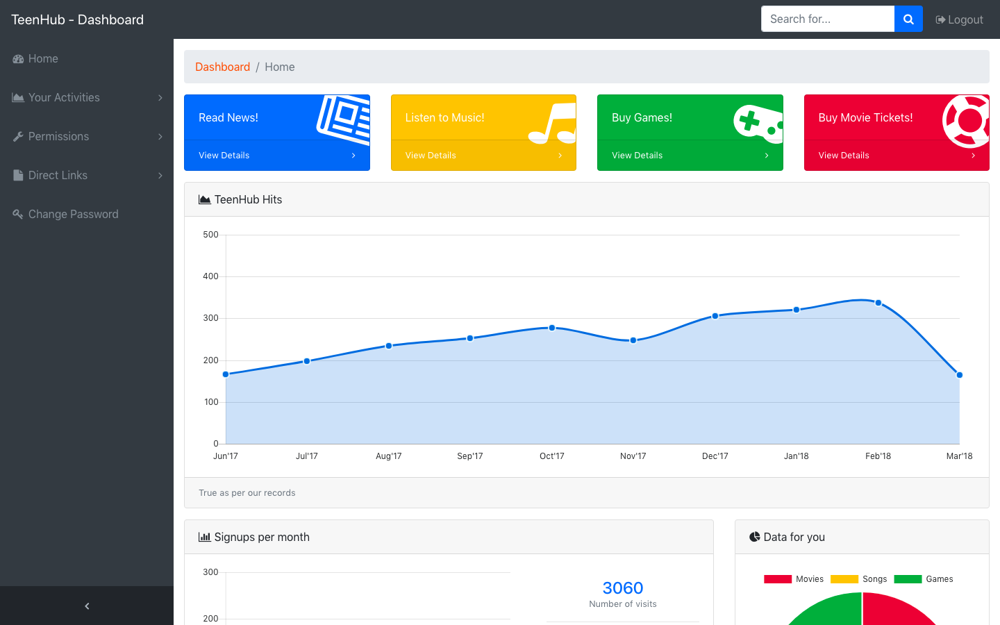 TeenHub - Dashboard
Search for...
Logout
Home
Your Activities
Permissions
Direct Links
Change Password
Dashboard / Home
Read News!
View Details
Listen to Music!
View Details
Buy Games!
View Details
Buy Movie Tickets!
View Details
TeenHub Hits
500
400
300
200
100
0
Jun'17 Jul'17 Aug'17 Sep'17 Oct'17 Nov'17 Dec'17 Jan'18 Feb'18 Mar'18
True as per our records
Signups per month
300
200
3060
Number of visits
Data for you
Movies Songs Games